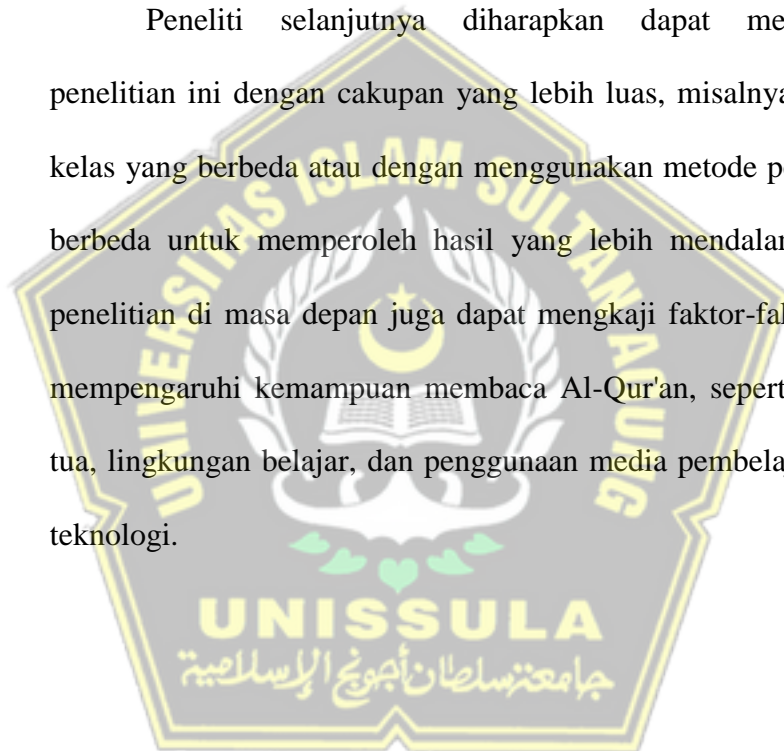 Peneliti selanjutnya diharapkan dapat me
penelitian ini dengan cakupan yang lebih luas, misalnya
kelas yang berbeda atau dengan menggunakan metode p
berbeda untuk memperoleh hasil yang lebih mendala
penelitian di masa depan juga dapat mengkaji faktor-fa
mempengaruhi kemampuan membaca Al-Qur'an, sepert
tua, lingkungan belajar, dan penggunaan media pembela
teknologi.
UNIVERSITAS ISLAM SULTAN AGUNG
UNISSULA
جامعة سلطان أجونج الإسلامية